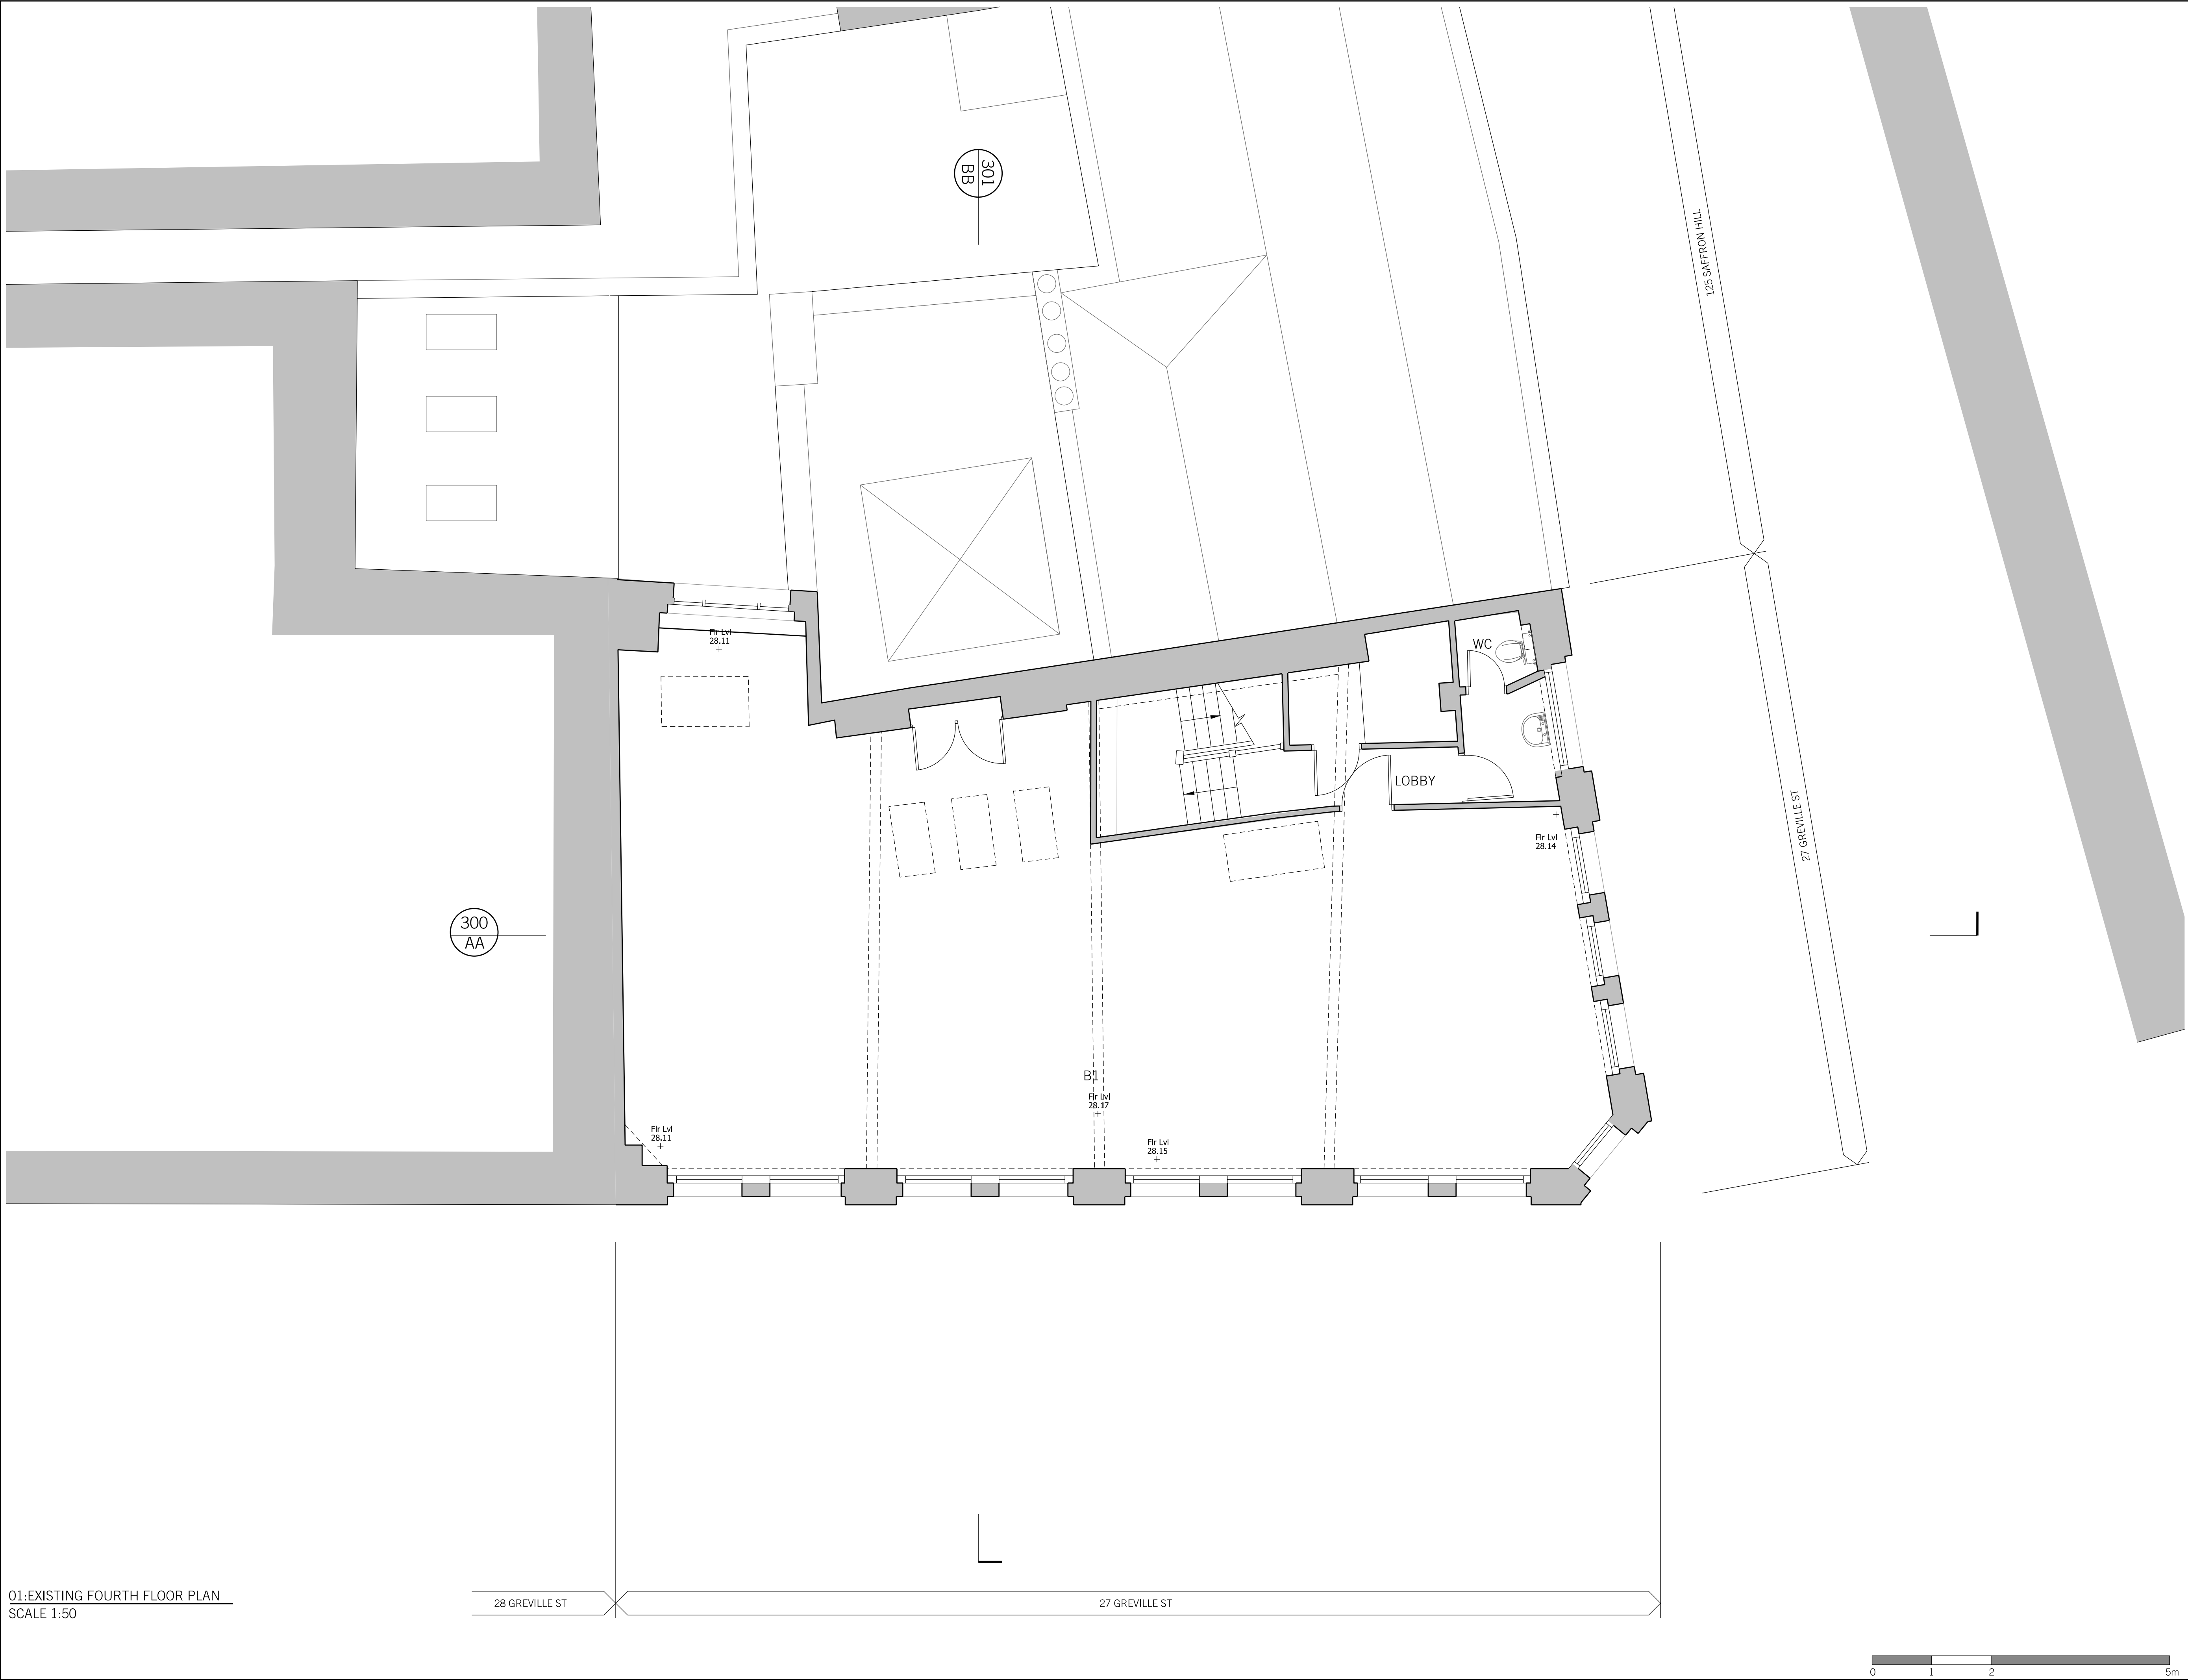 301
BB
125 SAFFRON HILL
WC
Flr Lvl
28.11
LOBBY
27 GREVILLE ST
Flr Lvl
28.14
300
AA
B1
Flr Lvl
28.17
Flr Lvl
28.11
Flr Lvl
28.15
01:EXISTING FOURTH FLOOR PLAN
SCALE 1:50
28 GREVILLE ST
27 GREVILLE ST
0 1 2 5m